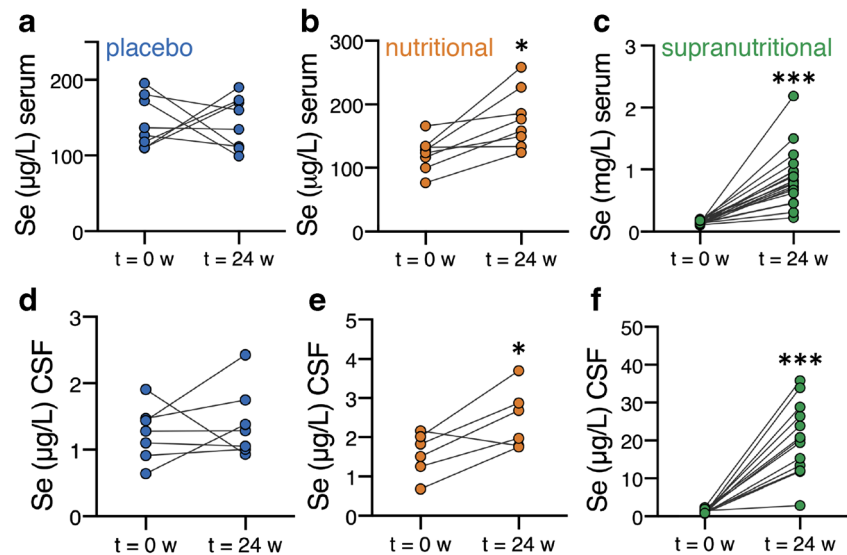 a
placebo
Se (µg/L) serum
200
100
0
t = 0 w
t = 24 w
b
nutritional
*
Se (µg/L) serum
300
200
100
0
t = 0 w
t = 24 w
c
supranutritional
***
Se (mg/L) serum
3
2
1
0
t = 0 w
t = 24 w
d
Se (µg/L) CSF
3
2
1
0
t = 0 w
t = 24 w
e
*
Se (µg/L) CSF
5
4
3
2
1
0
t = 0 w
t = 24 w
f
***
Se (µg/L) CSF
50
40
30
20
10
0
t = 0 w
t = 24 w